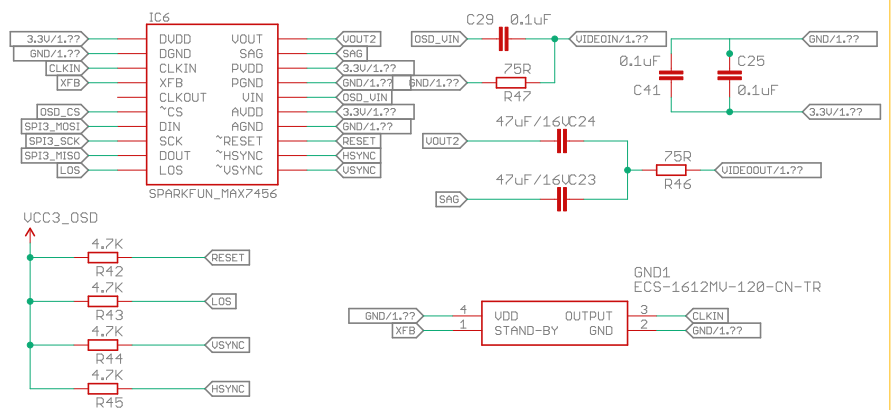 IC6
3.3V/1.?? DVDD VOUT VOUT2
GND/1.?? DGND SAG SAG
CLKIN CLKIN PVDD 3.3V/1.??
XFB XFB PGND GND/1.??
CLKOUT VIN OSD_VIN
OSD_CS ~CS AVDD 3.3V/1.??
SPI3_MOSI DIN AGND GND/1.??
SPI3_SCK SCK ~RESET RESET
SPI3_MISO DOUT ~HSYNC HSYNC
LOS LOS ~VSYNC VSYNC
SPARKFUN_MAX7456
C29 0.1uF
OSD_VIN VIDEOIN/1.??
75R
GND/1.??
R47
GND/1.??
0.1uF C25
C41 0.1uF
3.3V/1.??
47uF/16VC24
VOUT2
75R
VIDEOOUT/1.??
R46
47uF/16VC23
SAG
VCC3_OSD
4.7K
RESET
R42
4.7K
LOS
R43
4.7K
VSYNC
R44
4.7K
HSYNC
R45
GND1
ECS-1612MV-120-CN-TR
GND/1.?? 4 VDD OUTPUT 3 CLKIN
XFB 1 STAND-BY GND 2 GND/1.??